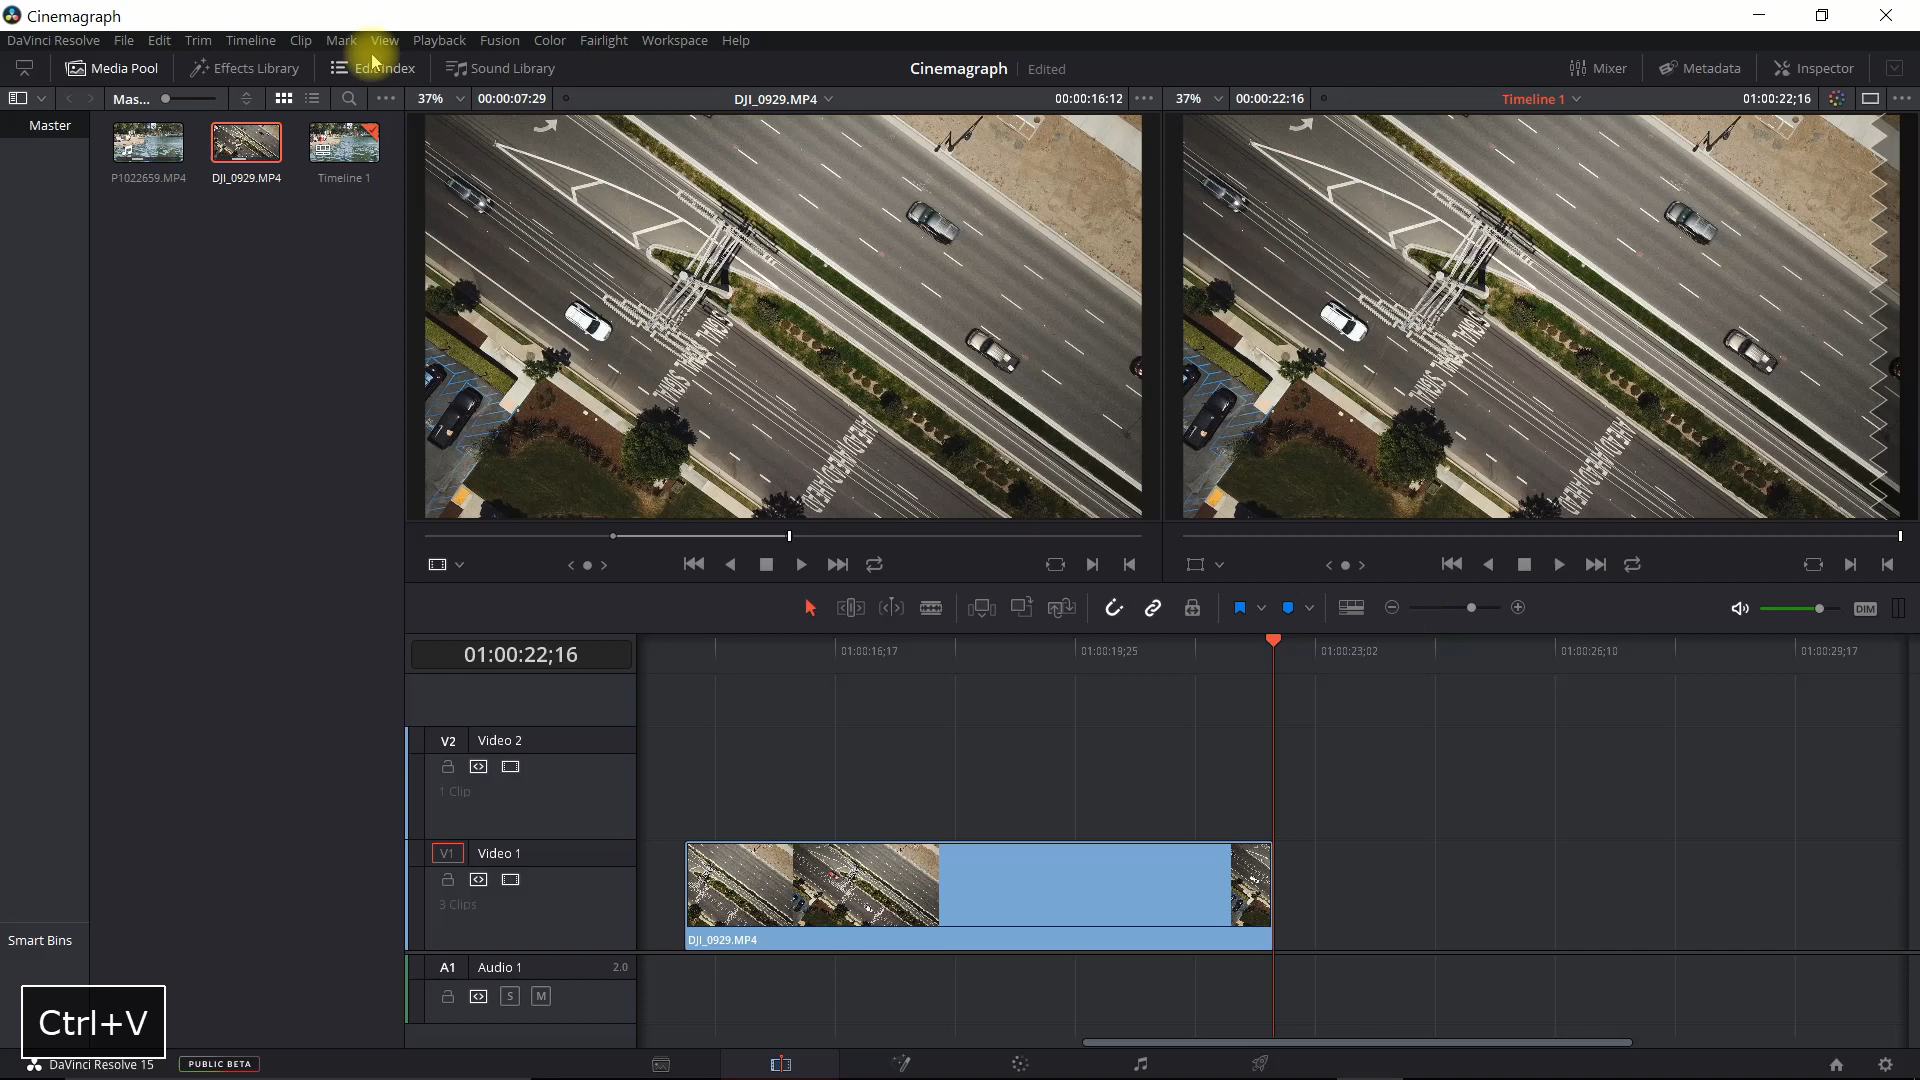 Cinemagraph
DaVinci Resolve File Edit Trim Timeline Clip Mark View Playback Fusion Color Fairlight Workspace Help
Media Pool Effects Library Edit Index Sound Library Cinemagraph Edited Mixer Metadata Inspector
Mas... 37% 00:00:07:29 DJI_0929.MP4 00:00:16:12 37% 00:00:22:16 Timeline 1 01:00:22;16
Master
P1022659.MP4 DJI_0929.MP4 Timeline 1
DIM
01:00:22;16
01:00:16;17 01:00:19;25 01:00:23;02 01:00:26;10 01:00:29;17
V2 Video 2
1 Clip
V1 Video 1
3 Clips
DJI_0929.MP4
Smart Bins
A1 Audio 1 2.0
S M
Ctrl+V
DaVinci Resolve 15 PUBLIC BETA